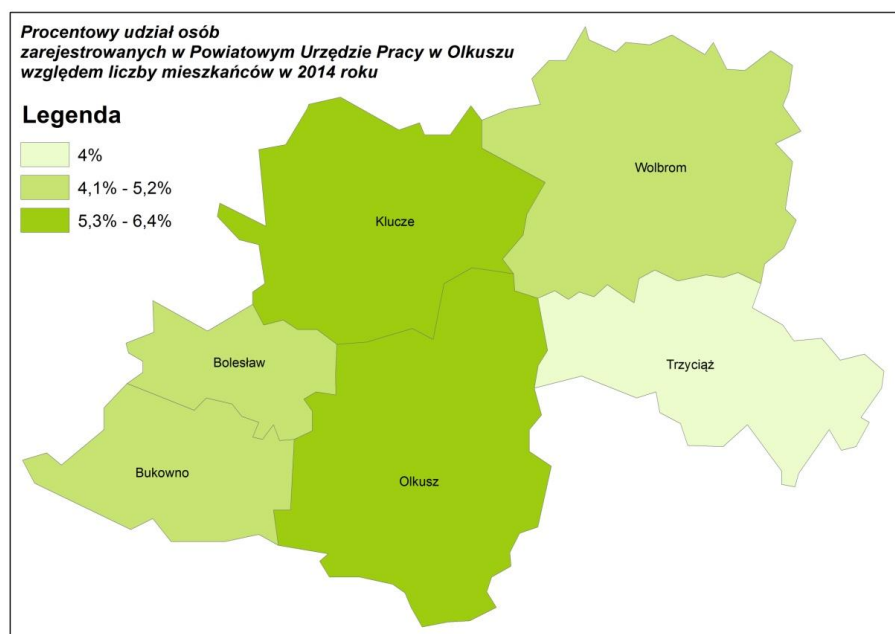 Procentowy udział osób
zarejestrowanych w Powiatowym Urzędzie Pracy w Olkuszu
względem liczby mieszkańców w 2014 roku
Legenda
4%
4,1% - 5,2%
5,3% - 6,4%
Wolbrom
Klucze
Bolesław
Trzyciąż
Bukowno
Olkusz